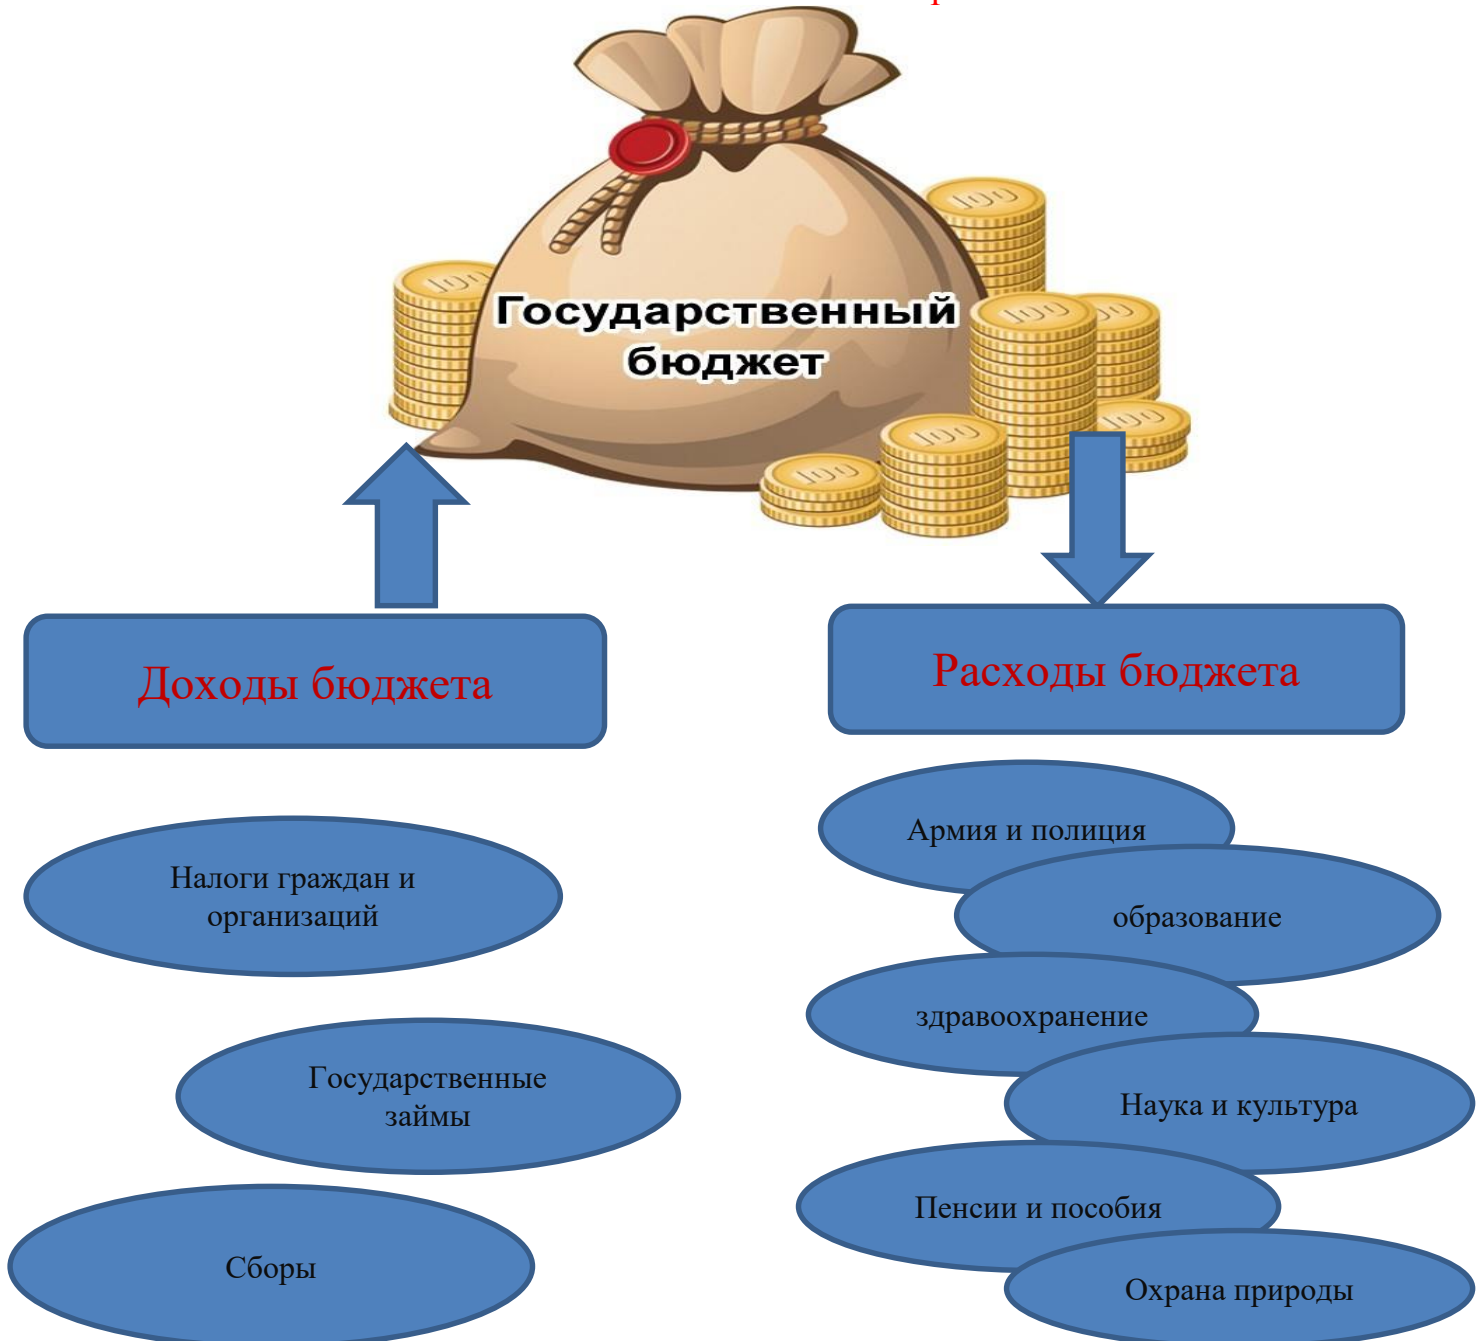 Государственный
бюджет
Доходы бюджета
Расходы бюджета
Налоги граждан и
организаций
Государственные
займы
Сборы
Армия и полиция
образование
здравоохранение
Наука и культура
Пенсии и пособия
Охрана природы